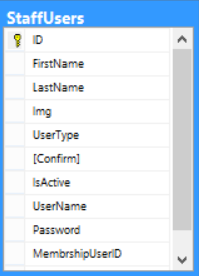 StaffUsers
ID
FirstName
LastName
Img
UserType
[Confirm]
IsActive
UserName
Password
MembrshipUserID